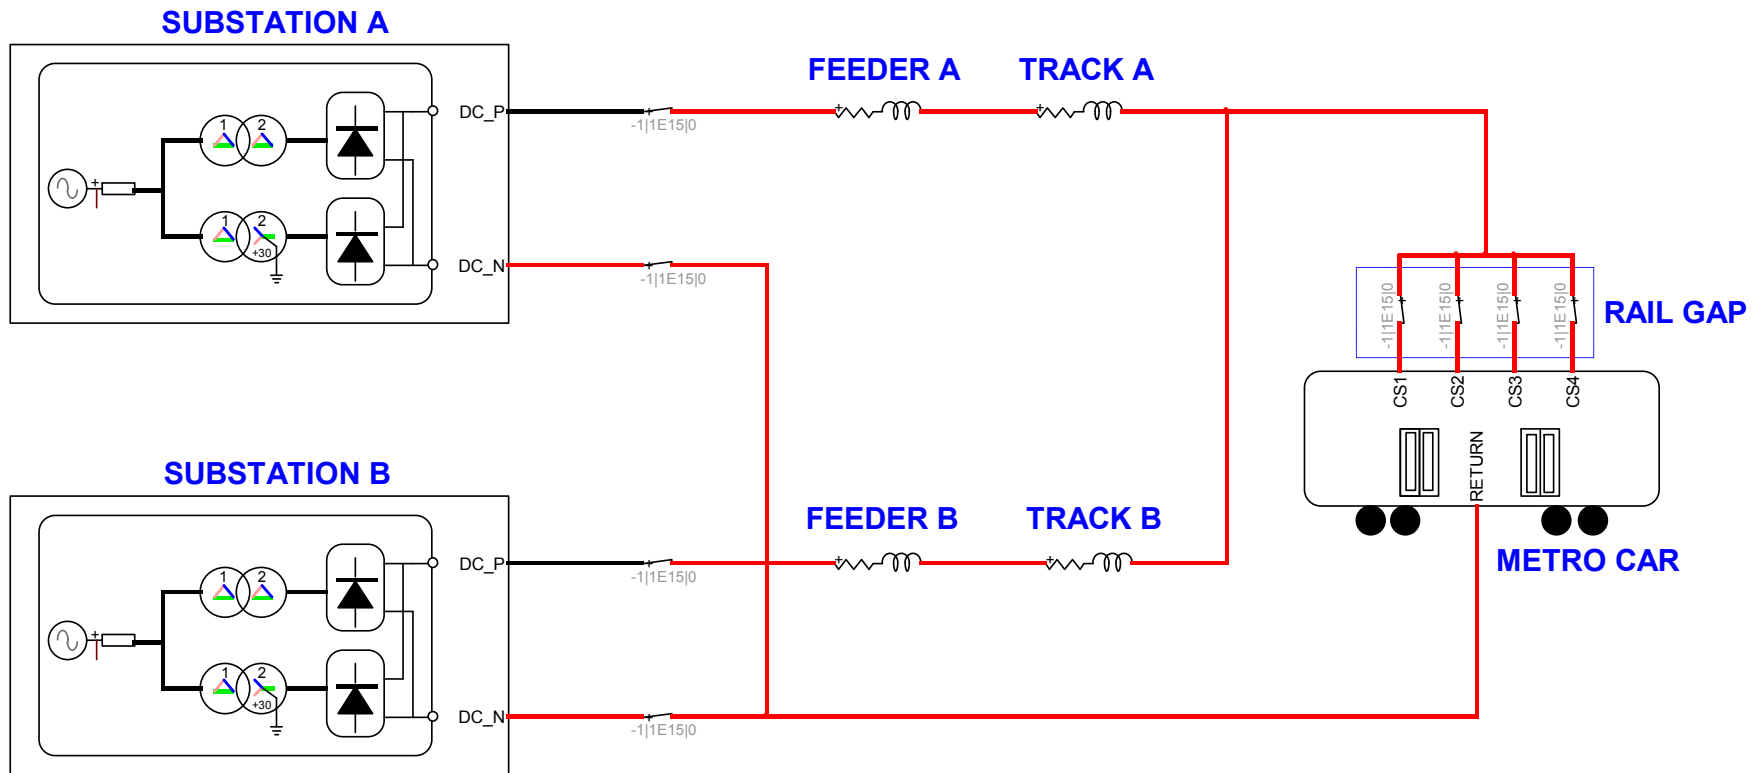 SUBSTATION A
FEEDER A
TRACK A
1 2
DC_P
+
-1|1E15|0
+
+
+
1 2
+30
DC_N
+
-1|1E15|0
+
-1|1E15|0
+
-1|1E15|0
+
-1|1E15|0
+
-1|1E15|0
RAIL GAP
CS1
CS2
CS3
CS4
RETURN
METRO CAR
SUBSTATION B
FEEDER B
TRACK B
1 2
DC_P
+
-1|1E15|0
+
+
+
1 2
+30
DC_N
+
-1|1E15|0